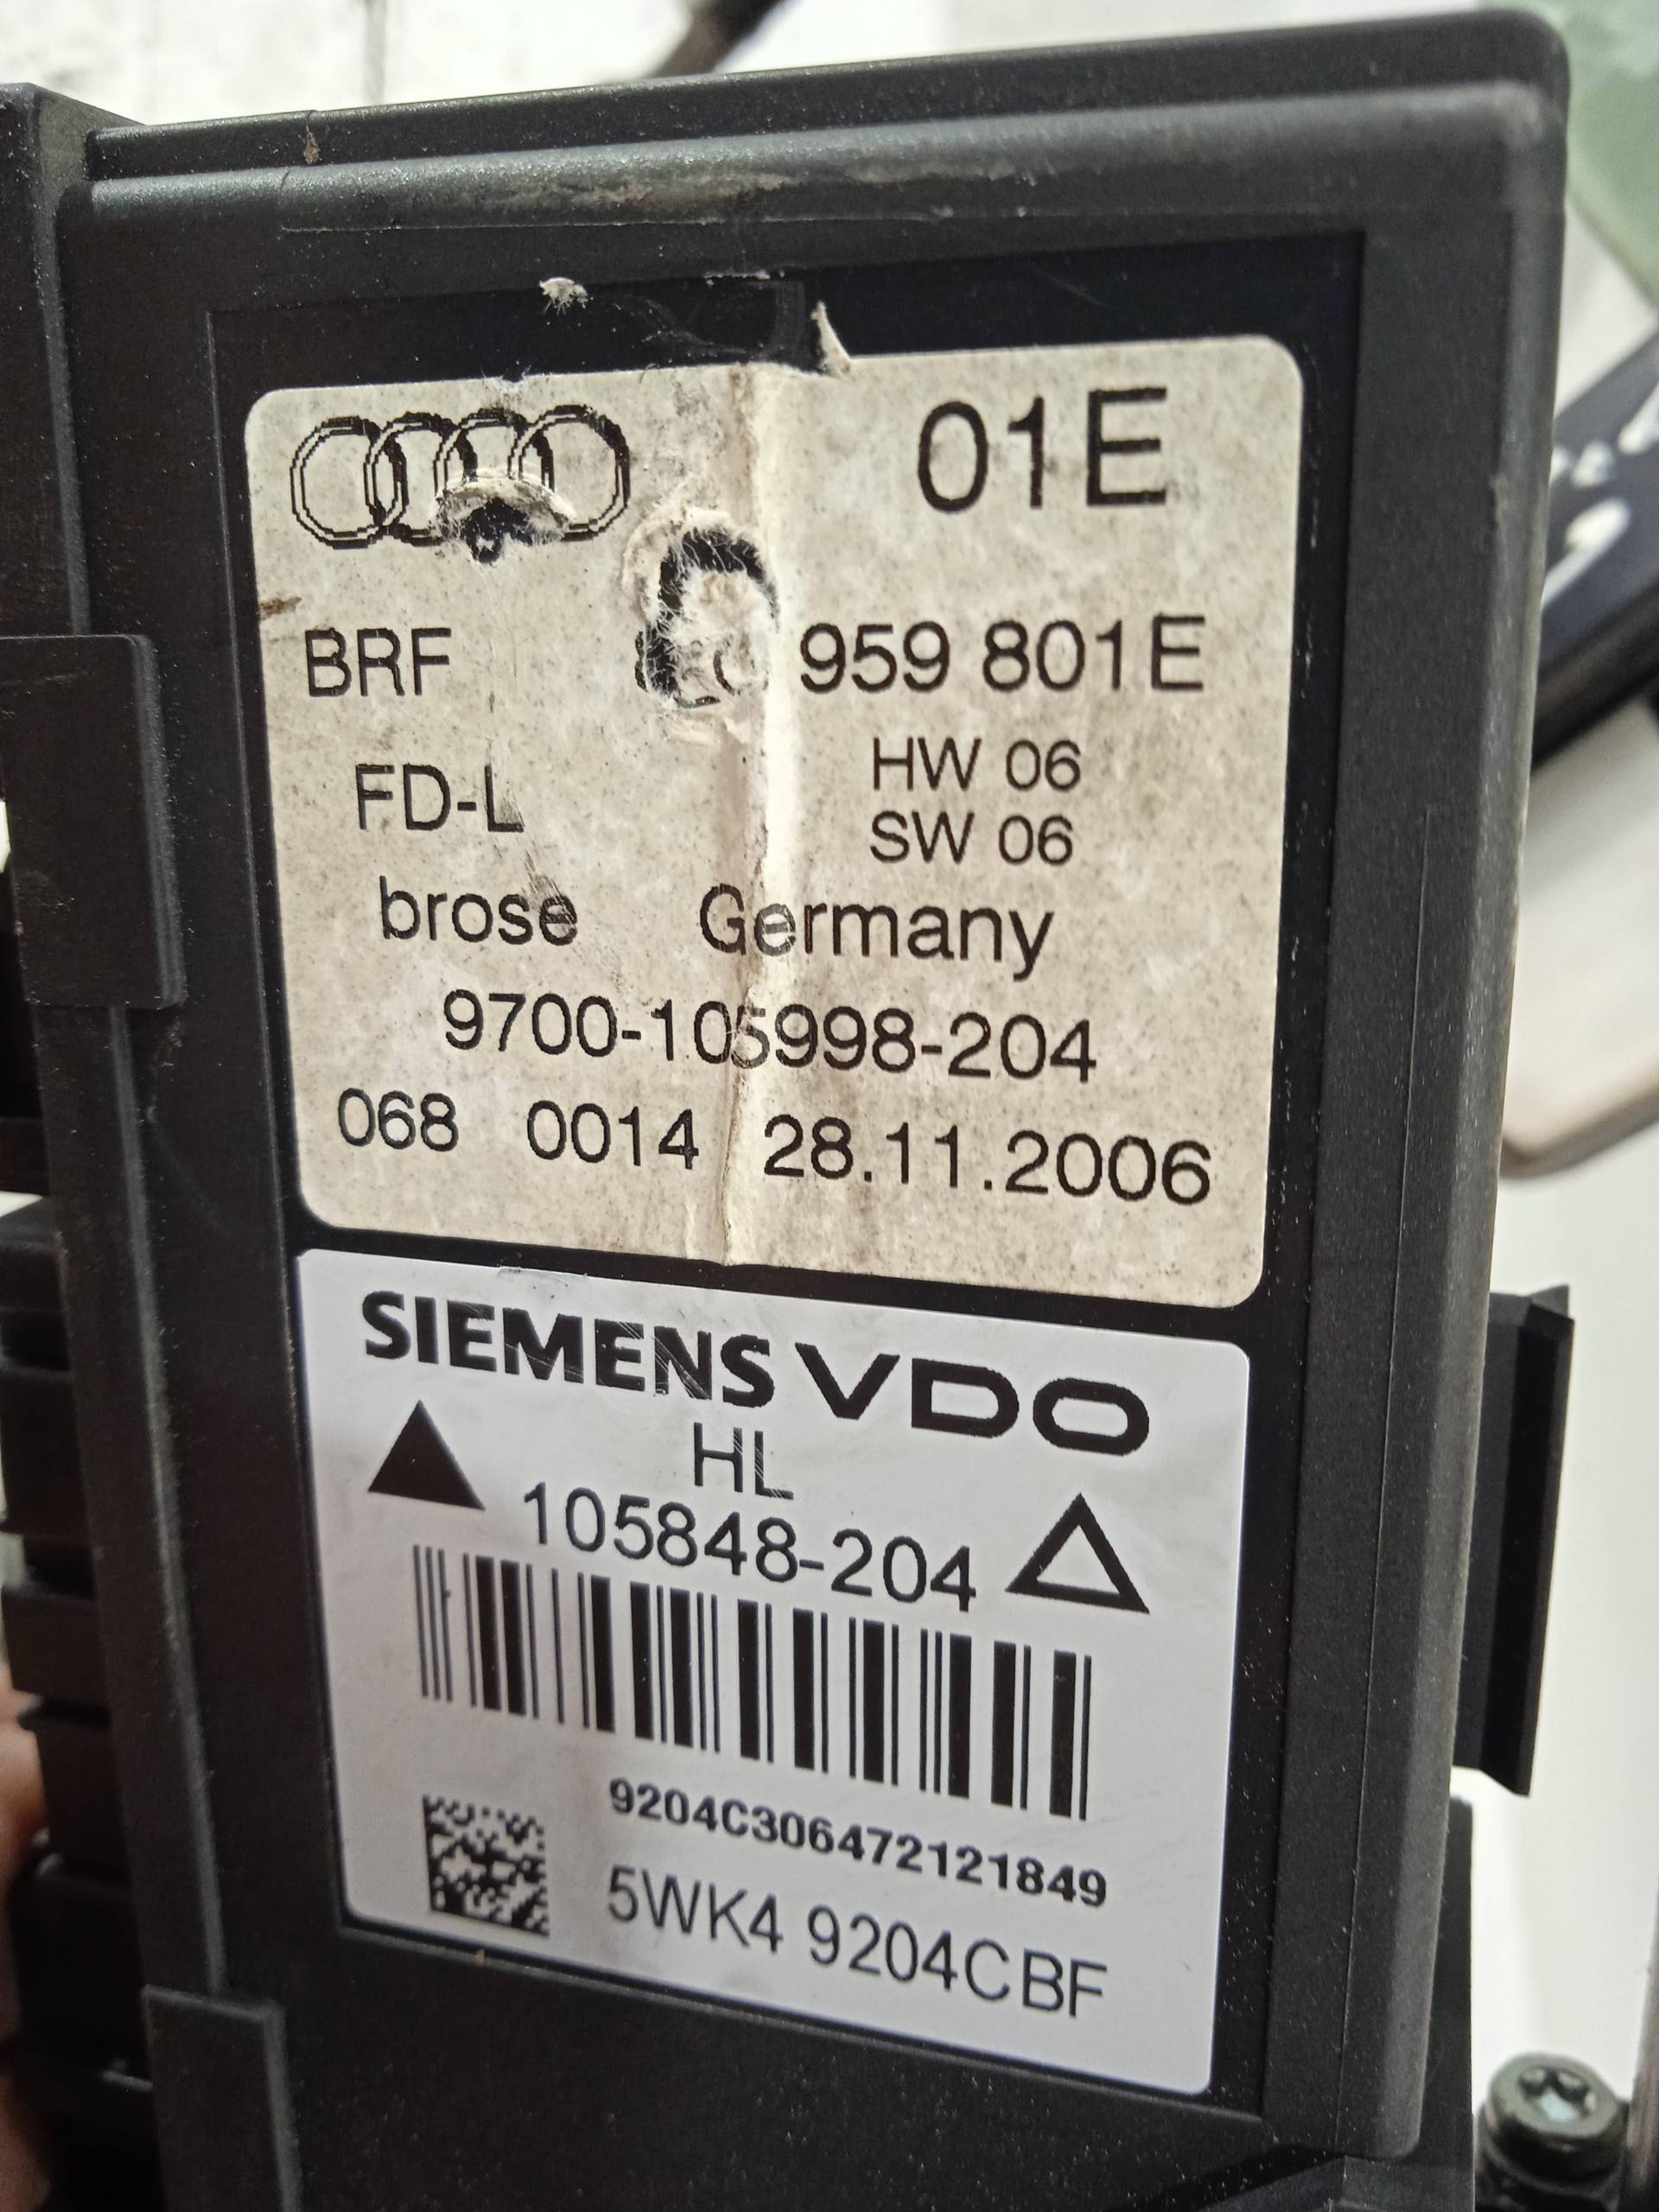 01E
BRF 959 801E
FD-L HW 06
SW 06
brose Germany
9700-105998-204
068 0014 28.11.2006
SIEMENS VDO
HL
105848-204
9204C306472121849
5WK4 9204CBF